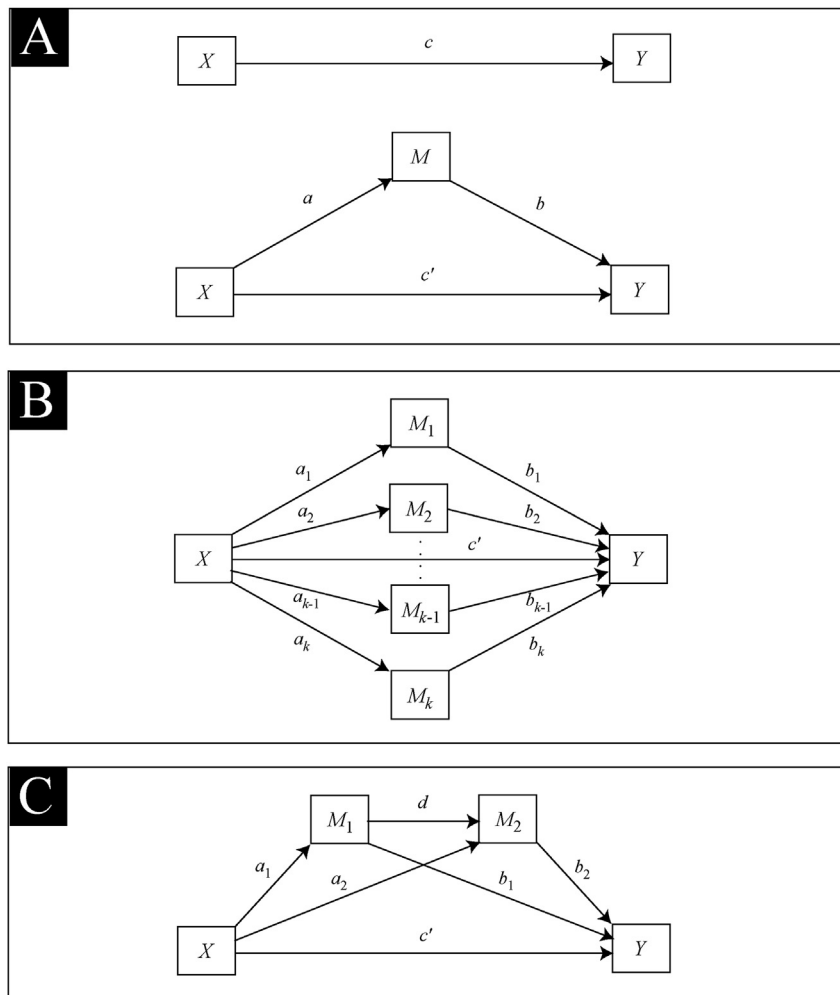 A
X c Y
M
a b
X c′ Y
B
M1
a1 b1
a2 M2 b2
X c′ Y
ak-1 Mk-1 bk-1
ak bk
Mk
C
d
M1 M2
a1 a2 b1 b2
X c′ Y